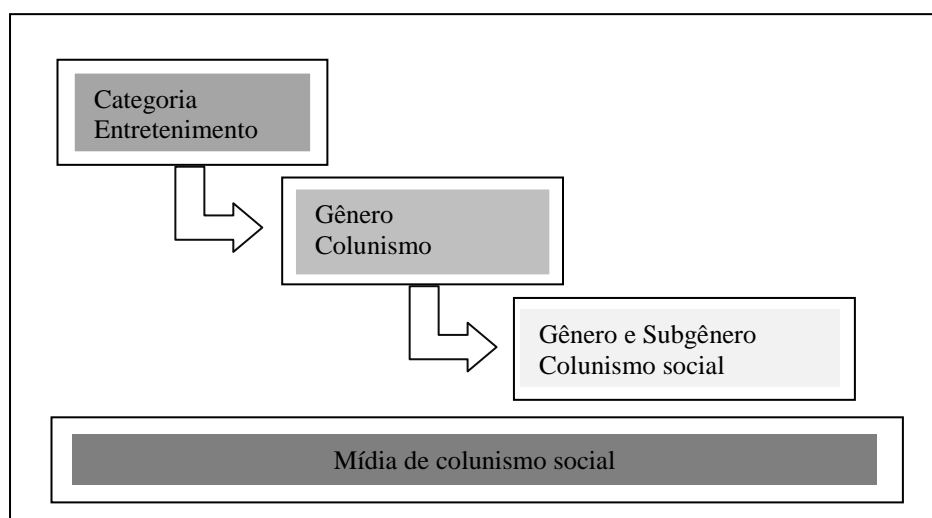 Categoria
Entretenimento
Gênero
Colunismo
Gênero e Subgênero
Colunismo social
Mídia de colunismo social